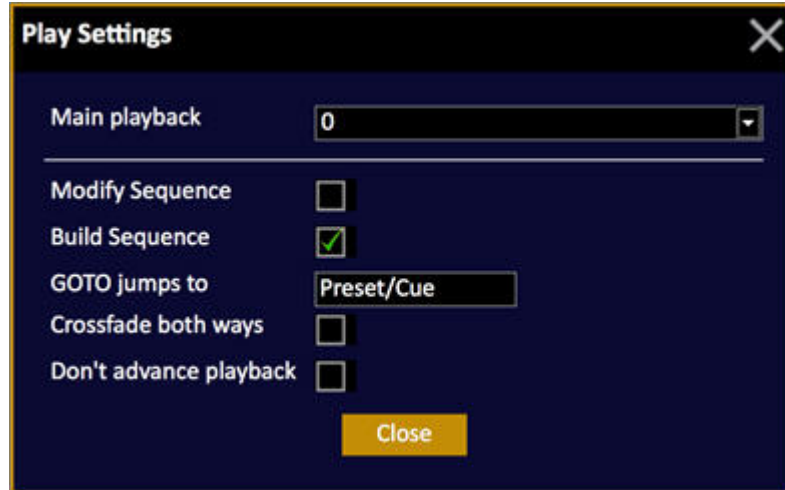 Play Settings
Main playback 0
Modify Sequence
Build Sequence
GOTO jumps to Preset/Cue
Crossfade both ways
Don't advance playback
Close